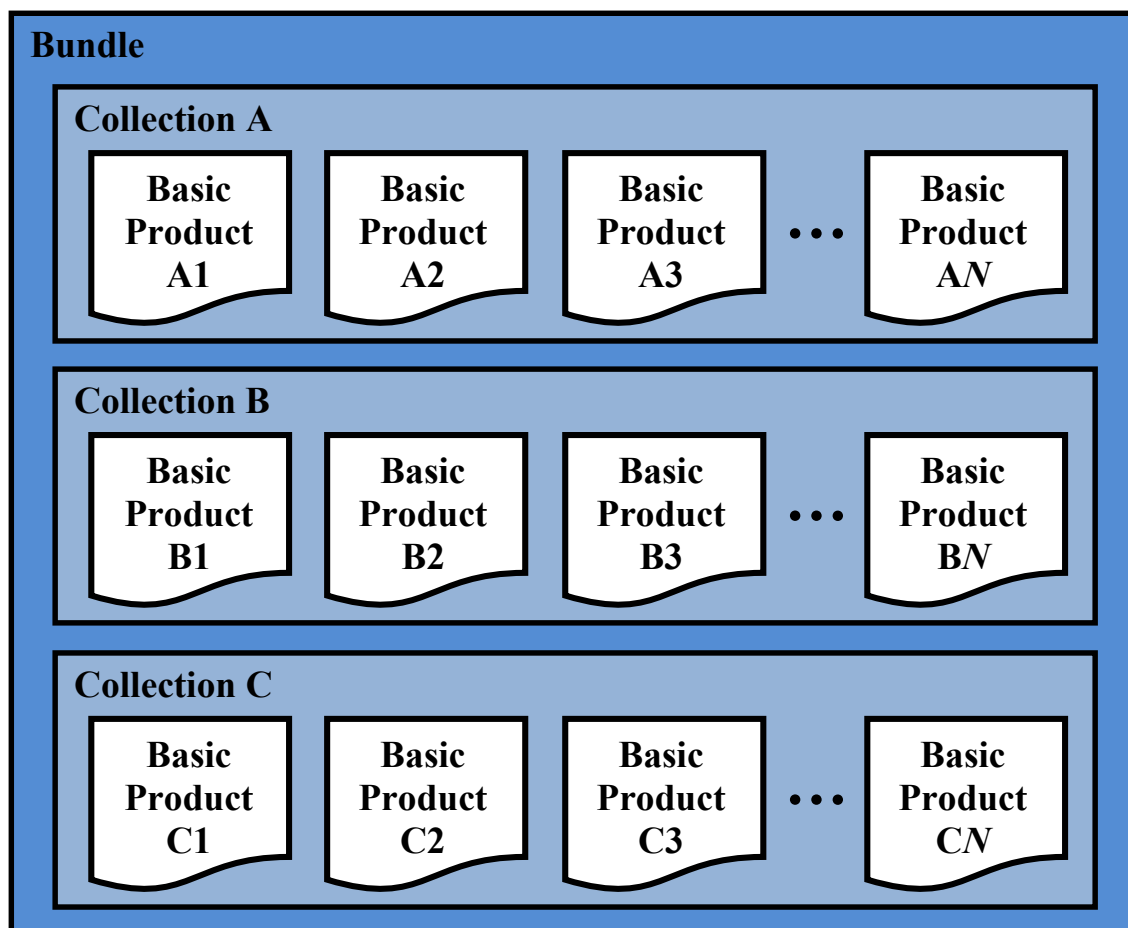 Bundle
Collection A
Basic
Product
A1
Basic
Product
A2
Basic
Product
A3
•••
Basic
Product
AN
Collection B
Basic
Product
B1
Basic
Product
B2
Basic
Product
B3
•••
Basic
Product
BN
Collection C
Basic
Product
C1
Basic
Product
C2
Basic
Product
C3
•••
Basic
Product
CN